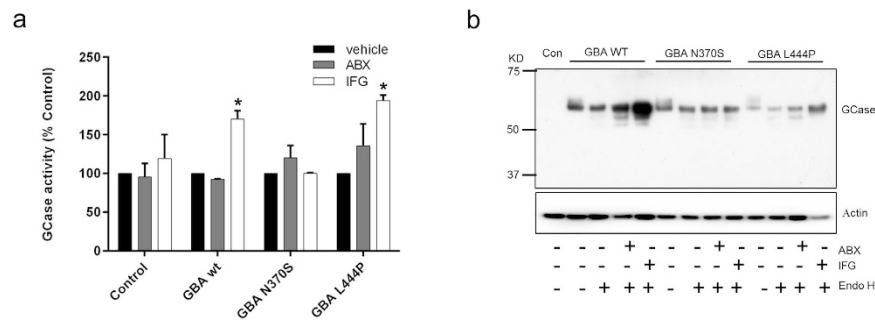 a
vehicle
ABX
IFG
250
200
150
100
50
0
GCase activity (% Control)
*
*
Control
GBA wt
GBA N370S
GBA L444P
b
KD
Con
GBA WT
GBA N370S
GBA L444P
75
50
37
GCase
Actin
- - - + - - - + - - - + - ABX
- - - - + - - - + - - - + IFG
- - + + + - + + + - + + + Endo H